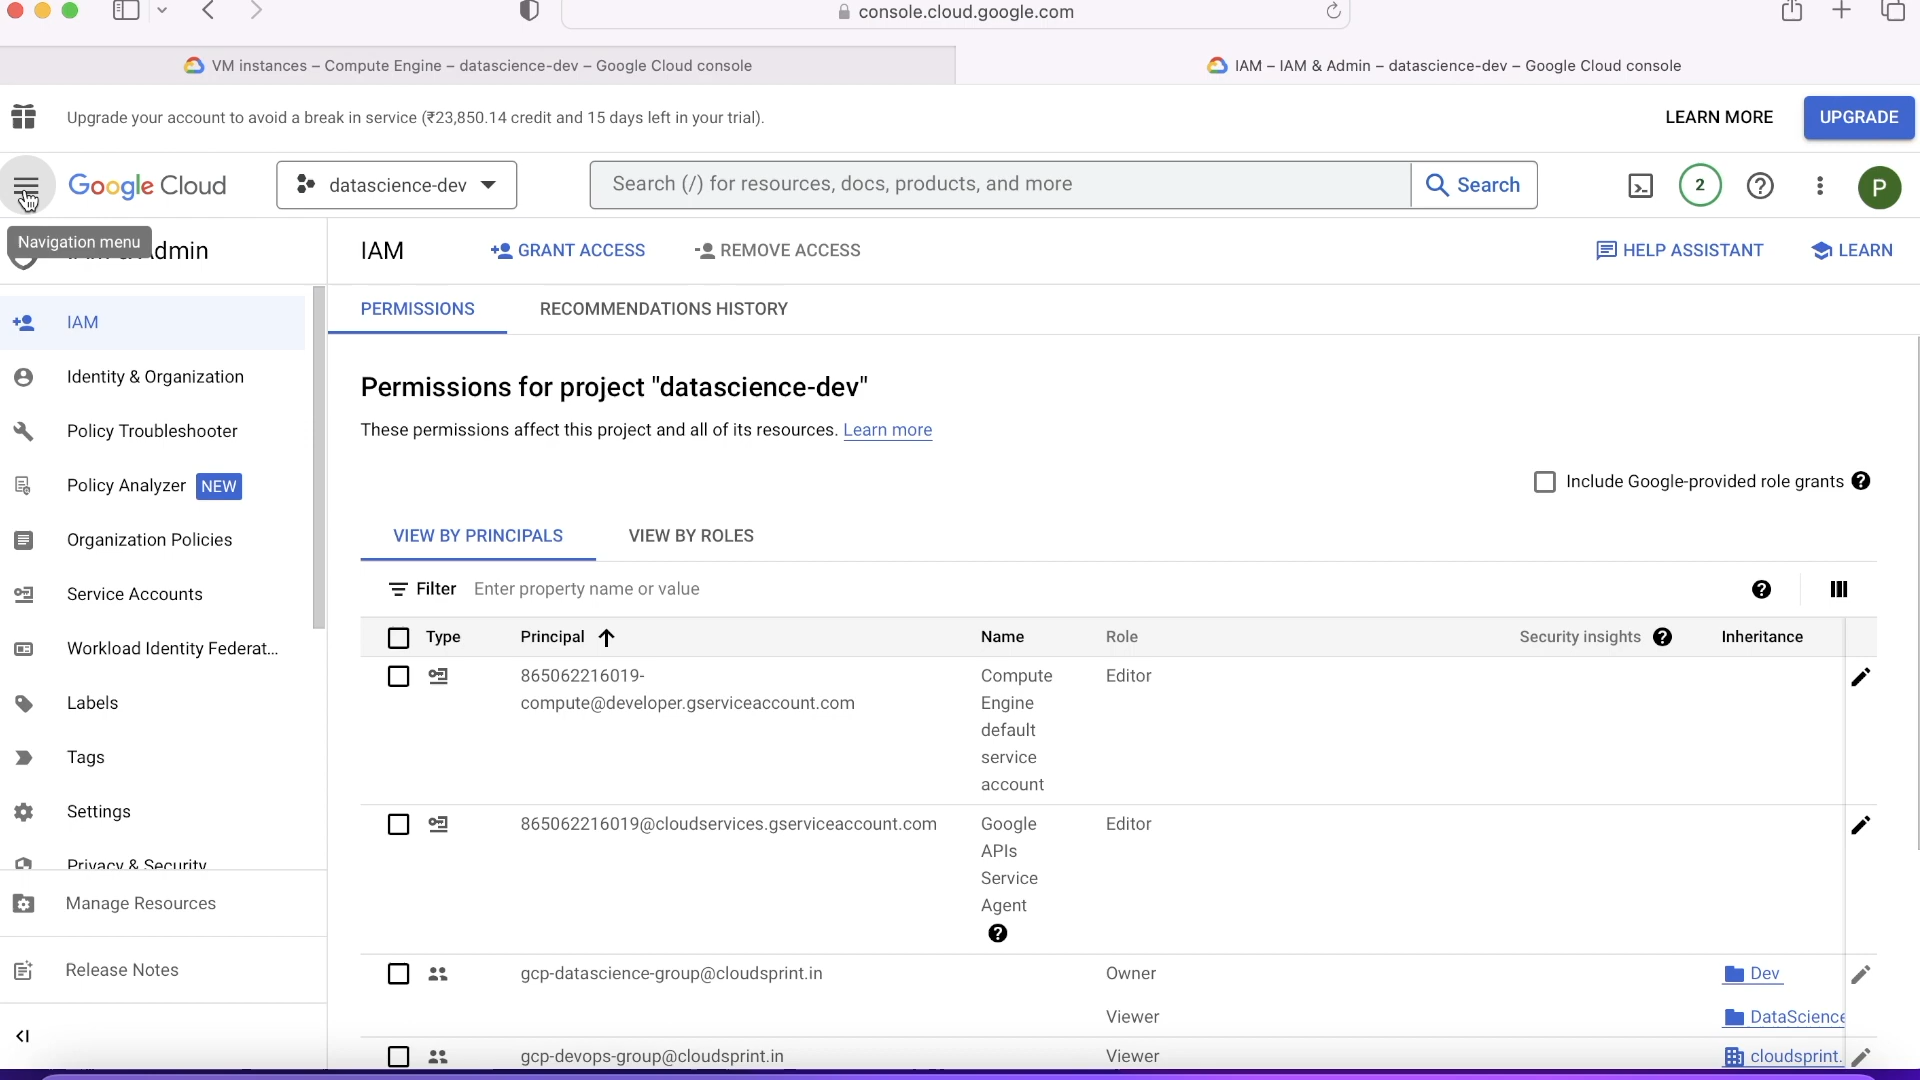 console.cloud.google.com
VM instances – Compute Engine – datascience-dev – Google Cloud console
IAM – IAM & Admin – datascience-dev – Google Cloud console
Upgrade your account to avoid a break in service (₹23,850.14 credit and 15 days left in your trial).
LEARN MORE
UPGRADE
Google Cloud
datascience-dev
Search (/) for resources, docs, products, and more
Search
2
P
Navigation menu
dmin
IAM
GRANT ACCESS
REMOVE ACCESS
HELP ASSISTANT
LEARN
IAM
Identity & Organization
Policy Troubleshooter
Policy Analyzer NEW
Organization Policies
Service Accounts
Workload Identity Federat...
Labels
Tags
Settings
Privacy & Security
Manage Resources
Release Notes
PERMISSIONS
RECOMMENDATIONS HISTORY
Permissions for project "datascience-dev"
These permissions affect this project and all of its resources. Learn more
Include Google-provided role grants
VIEW BY PRINCIPALS
VIEW BY ROLES
Filter Enter property name or value
Type Principal Name Role Security insights Inheritance
865062216019-
compute@developer.gserviceaccount.com
Compute
Engine
default
service
account
Editor
865062216019@cloudservices.gserviceaccount.com
Google
APIs
Service
Agent
Editor
gcp-datascience-group@cloudsprint.in
Owner
Dev
Viewer
DataScience
gcp-devops-group@cloudsprint.in
Viewer
cloudsprint.